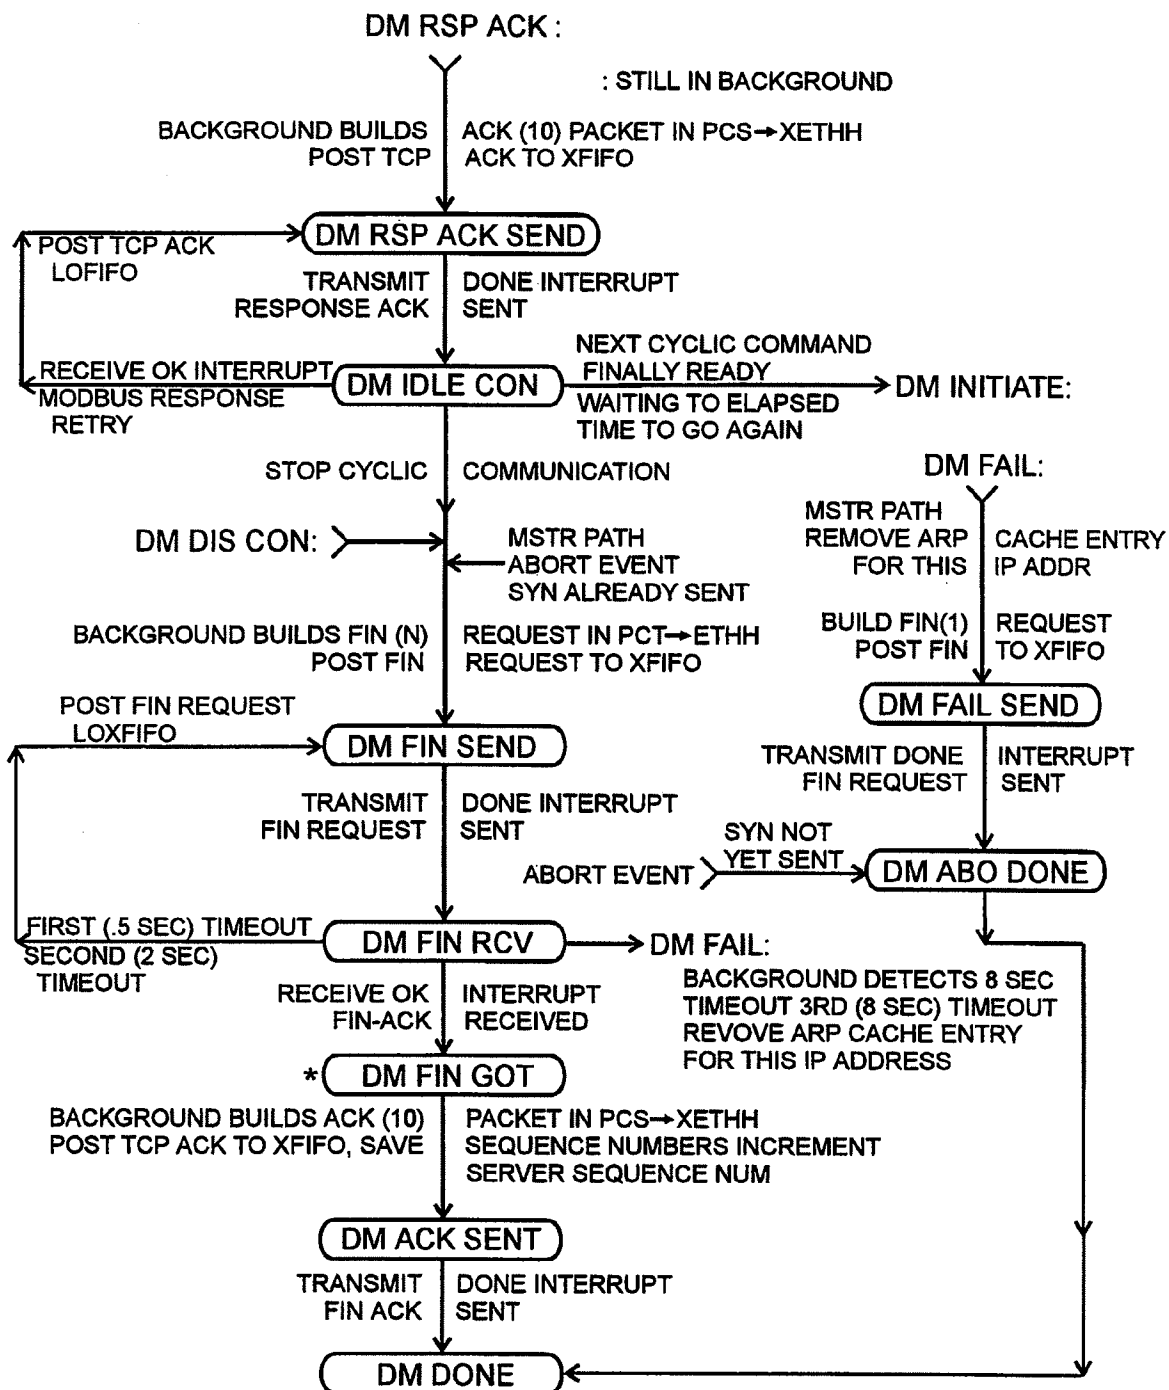 DM RSP ACK :
: STILL IN BACKGROUND
BACKGROUND BUILDS ACK (10) PACKET IN PCS→XETHH
POST TCP ACK TO XFIFO
DM RSP ACK SEND
POST TCP ACK
LOFIFO
TRANSMIT DONE INTERRUPT
RESPONSE ACK SENT
NEXT CYCLIC COMMAND
FINALLY READY
RECEIVE OK INTERRUPT
DM IDLE CON
DM INITIATE:
MODBUS RESPONSE
RETRY
WAITING TO ELAPSED
TIME TO GO AGAIN
STOP CYCLIC COMMUNICATION
DM FAIL:
DM DIS CON:
MSTR PATH
ABORT EVENT
SYN ALREADY SENT
MSTR PATH
REMOVE ARP CACHE ENTRY
FOR THIS IP ADDR
BACKGROUND BUILDS FIN (N) REQUEST IN PCT→ETHH
POST FIN REQUEST TO XFIFO
BUILD FIN(1) REQUEST
POST FIN TO XFIFO
DM FAIL SEND
POST FIN REQUEST
LOXFIFO
DM FIN SEND
TRANSMIT DONE INTERRUPT
FIN REQUEST SENT
TRANSMIT DONE INTERRUPT
FIN REQUEST SENT
SYN NOT
YET SENT
ABORT EVENT
DM ABO DONE
FIRST (.5 SEC) TIMEOUT
SECOND (2 SEC)
TIMEOUT
DM FIN RCV
DM FAIL:
BACKGROUND DETECTS 8 SEC
TIMEOUT 3RD (8 SEC) TIMEOUT
REVOVE ARP CACHE ENTRY
FOR THIS IP ADDRESS
RECEIVE OK INTERRUPT
FIN-ACK RECEIVED
* DM FIN GOT
BACKGROUND BUILDS ACK (10) PACKET IN PCS→XETHH
POST TCP ACK TO XFIFO, SAVE SEQUENCE NUMBERS INCREMENT
SERVER SEQUENCE NUM
DM ACK SENT
TRANSMIT DONE INTERRUPT
FIN ACK SENT
DM DONE